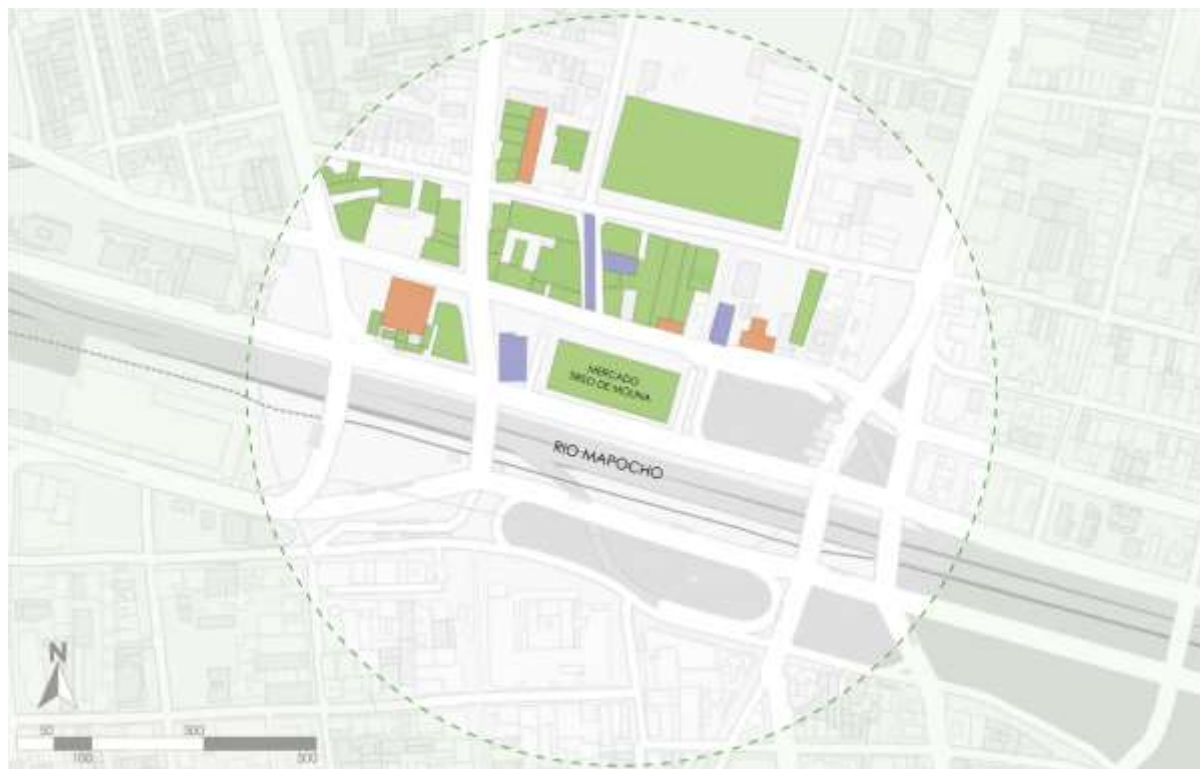 MERCADO
TIRSO DE MOLINA
RIO MAPOCHO
N
50 300
100 500